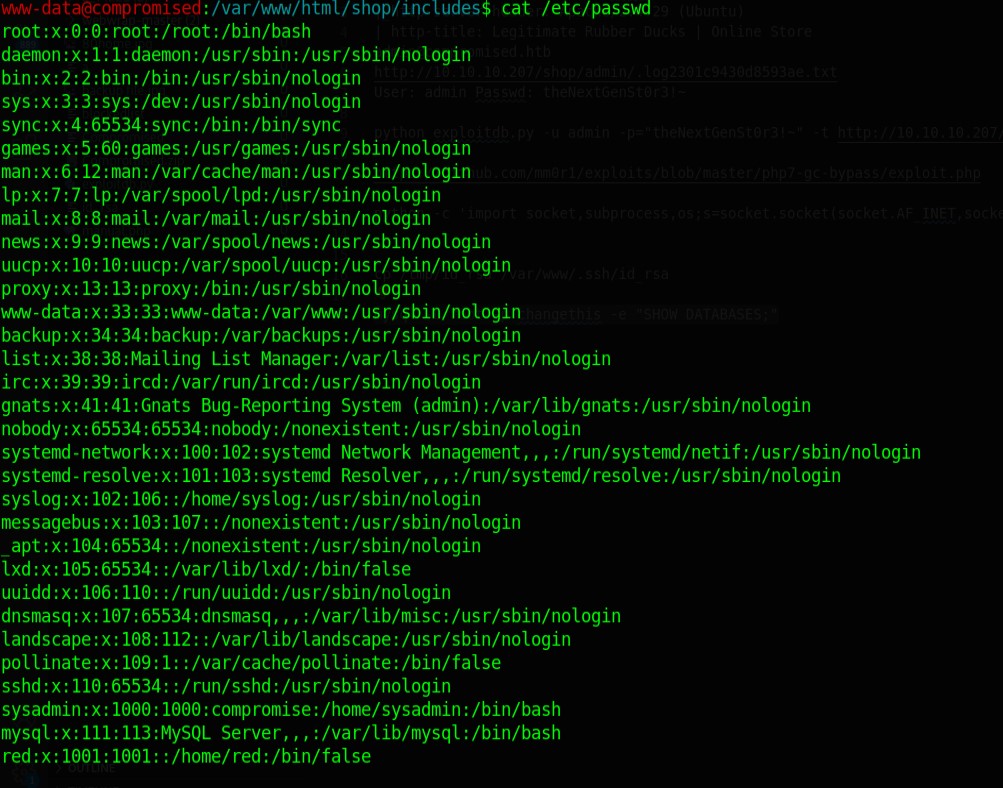 www-data@compromised:/var/www/html/shop/includes$ cat /etc/passwd
root:x:0:0:root:/root:/bin/bash
daemon:x:1:1:daemon:/usr/sbin:/usr/sbin/nologin
bin:x:2:2:bin:/bin:/usr/sbin/nologin
sys:x:3:3:sys:/dev:/usr/sbin/nologin
sync:x:4:65534:sync:/bin:/bin/sync
games:x:5:60:games:/usr/games:/usr/sbin/nologin
man:x:6:12:man:/var/cache/man:/usr/sbin/nologin
lp:x:7:7:lp:/var/spool/lpd:/usr/sbin/nologin
mail:x:8:8:mail:/var/mail:/usr/sbin/nologin
news:x:9:9:news:/var/spool/news:/usr/sbin/nologin
uucp:x:10:10:uucp:/var/spool/uucp:/usr/sbin/nologin
proxy:x:13:13:proxy:/bin:/usr/sbin/nologin
www-data:x:33:33:www-data:/var/www:/usr/sbin/nologin
backup:x:34:34:backup:/var/backups:/usr/sbin/nologin
list:x:38:38:Mailing List Manager:/var/list:/usr/sbin/nologin
irc:x:39:39:ircd:/var/run/ircd:/usr/sbin/nologin
gnats:x:41:41:Gnats Bug-Reporting System (admin):/var/lib/gnats:/usr/sbin/nologin
nobody:x:65534:65534:nobody:/nonexistent:/usr/sbin/nologin
systemd-network:x:100:102:systemd Network Management,,,:/run/systemd/netif:/usr/sbin/nologin
systemd-resolve:x:101:103:systemd Resolver,,,:/run/systemd/resolve:/usr/sbin/nologin
syslog:x:102:106::/home/syslog:/usr/sbin/nologin
messagebus:x:103:107::/nonexistent:/usr/sbin/nologin
_apt:x:104:65534::/nonexistent:/usr/sbin/nologin
lxd:x:105:65534::/var/lib/lxd/:/bin/false
uuidd:x:106:110::/run/uuidd:/usr/sbin/nologin
dnsmasq:x:107:65534:dnsmasq,,,:/var/lib/misc:/usr/sbin/nologin
landscape:x:108:112::/var/lib/landscape:/usr/sbin/nologin
pollinate:x:109:1::/var/cache/pollinate:/bin/false
sshd:x:110:65534::/run/sshd:/usr/sbin/nologin
sysadmin:x:1000:1000:compromise:/home/sysadmin:/bin/bash
mysql:x:111:113:MySQL Server,,,:/var/lib/mysql:/bin/bash
red:x:1001:1001::/home/red:/bin/false